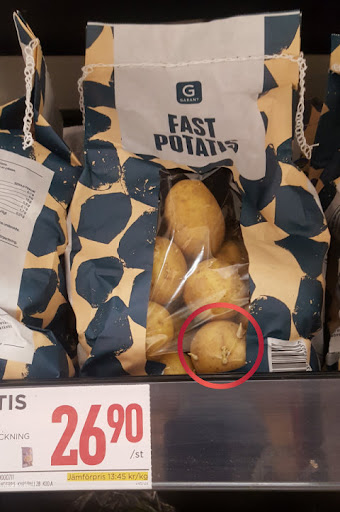 G
GARANT
FAST
POTATIS
TIS
CKNING
26 90
/st
Jämförpris 13:45 kr/kg